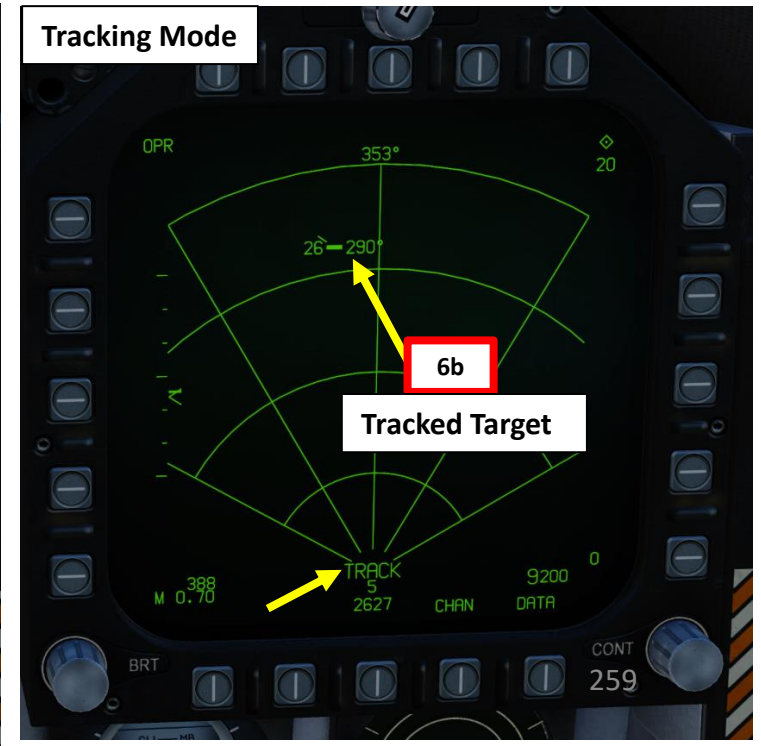 Tracking Mode
OPR
353°
20
26 290°
6b
Tracked Target
TRACK
388
M 0.70
5
2627
CHAN
9200
DATA
0
BRT
CONT
259